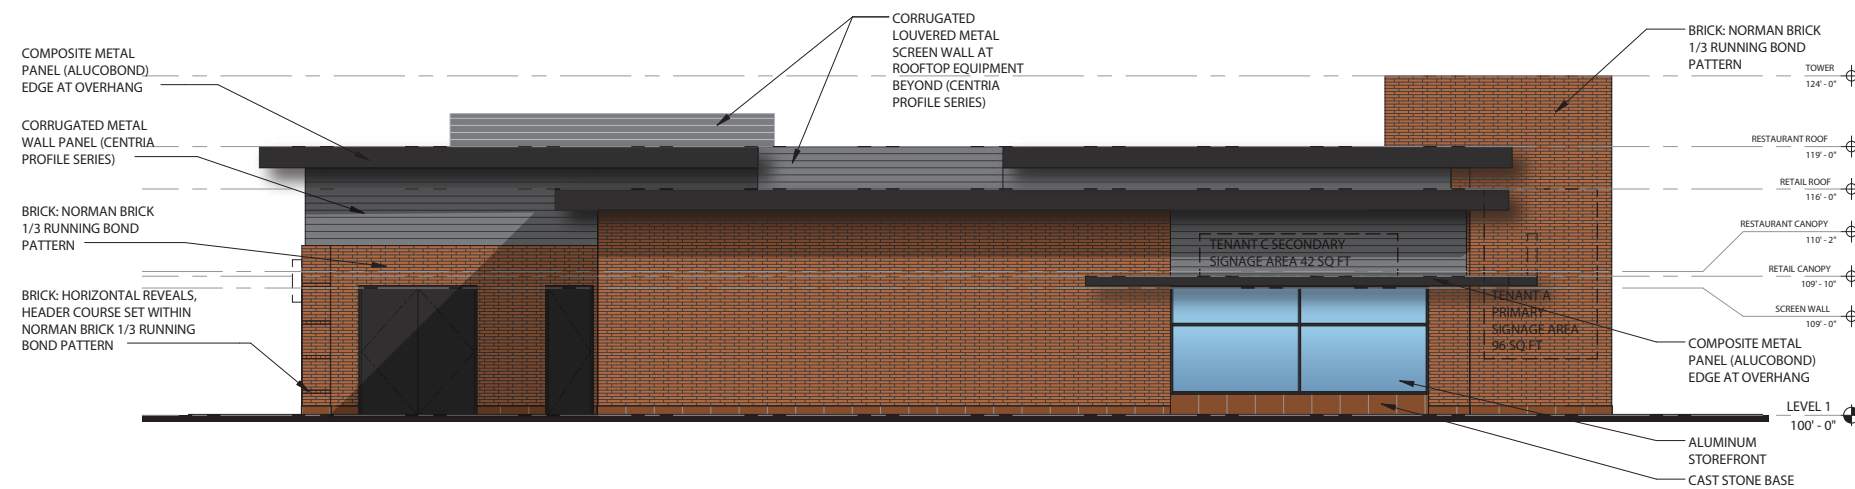 COMPOSITE METAL
PANEL (ALUCOBOND)
EDGE AT OVERHANG
CORRUGATED METAL
WALL PANEL (CENTRIA
PROFILE SERIES)
BRICK: NORMAN BRICK
1/3 RUNNING BOND
PATTERN
BRICK: HORIZONTAL REVEALS,
HEADER COURSE SET WITHIN
NORMAN BRICK 1/3 RUNNING
BOND PATTERN
CORRUGATED
LOUVERED METAL
SCREEN WALL AT
ROOFTOP EQUIPMENT
BEYOND (CENTRIA
PROFILE SERIES)
TENANT C SECONDARY
SIGNAGE AREA 42 SQ FT
TENANT A
PRIMARY
SIGNAGE AREA
96 SQ FT
BRICK: NORMAN BRICK
1/3 RUNNING BOND
PATTERN
TOWER
124' - 0"
RESTAURANT ROOF
119' - 0"
RETAIL ROOF
116' - 0"
RESTAURANT CANOPY
110' - 2"
RETAIL CANOPY
109' - 10"
SCREEN WALL
109' - 0"
COMPOSITE METAL
PANEL (ALUCOBOND)
EDGE AT OVERHANG
LEVEL 1
100' - 0"
ALUMINUM
STOREFRONT
CAST STONE BASE